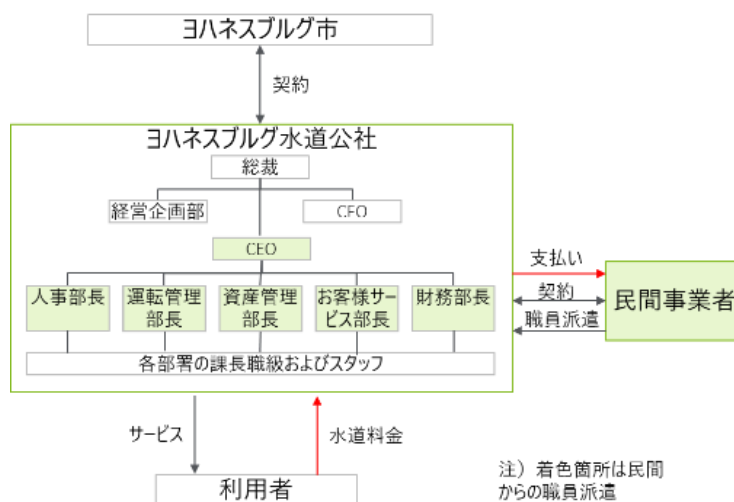 ヨハネスブルグ市
契約
ヨハネスブルグ水道公社
総裁
経営企画部
CFO
CEO
人事部長
運転管理
部長
資産管理
部長
お客様サー
ビス部長
財務部長
各部署の課長職級およびスタッフ
支払い
契約
職員派遣
民間事業者
サービス
水道料金
利用者
注）着色箇所は民間
からの職員派遣